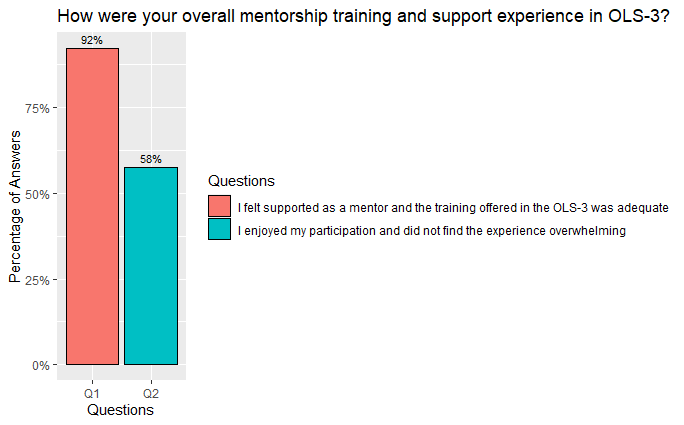 How were your overall mentorship training and support experience in OLS-3?
92%
58%
75%
50%
25%
0%
Percentage of Answers
Q1 Q2
Questions
Questions
I felt supported as a mentor and the training offered in the OLS-3 was adequate
I enjoyed my participation and did not find the experience overwhelming